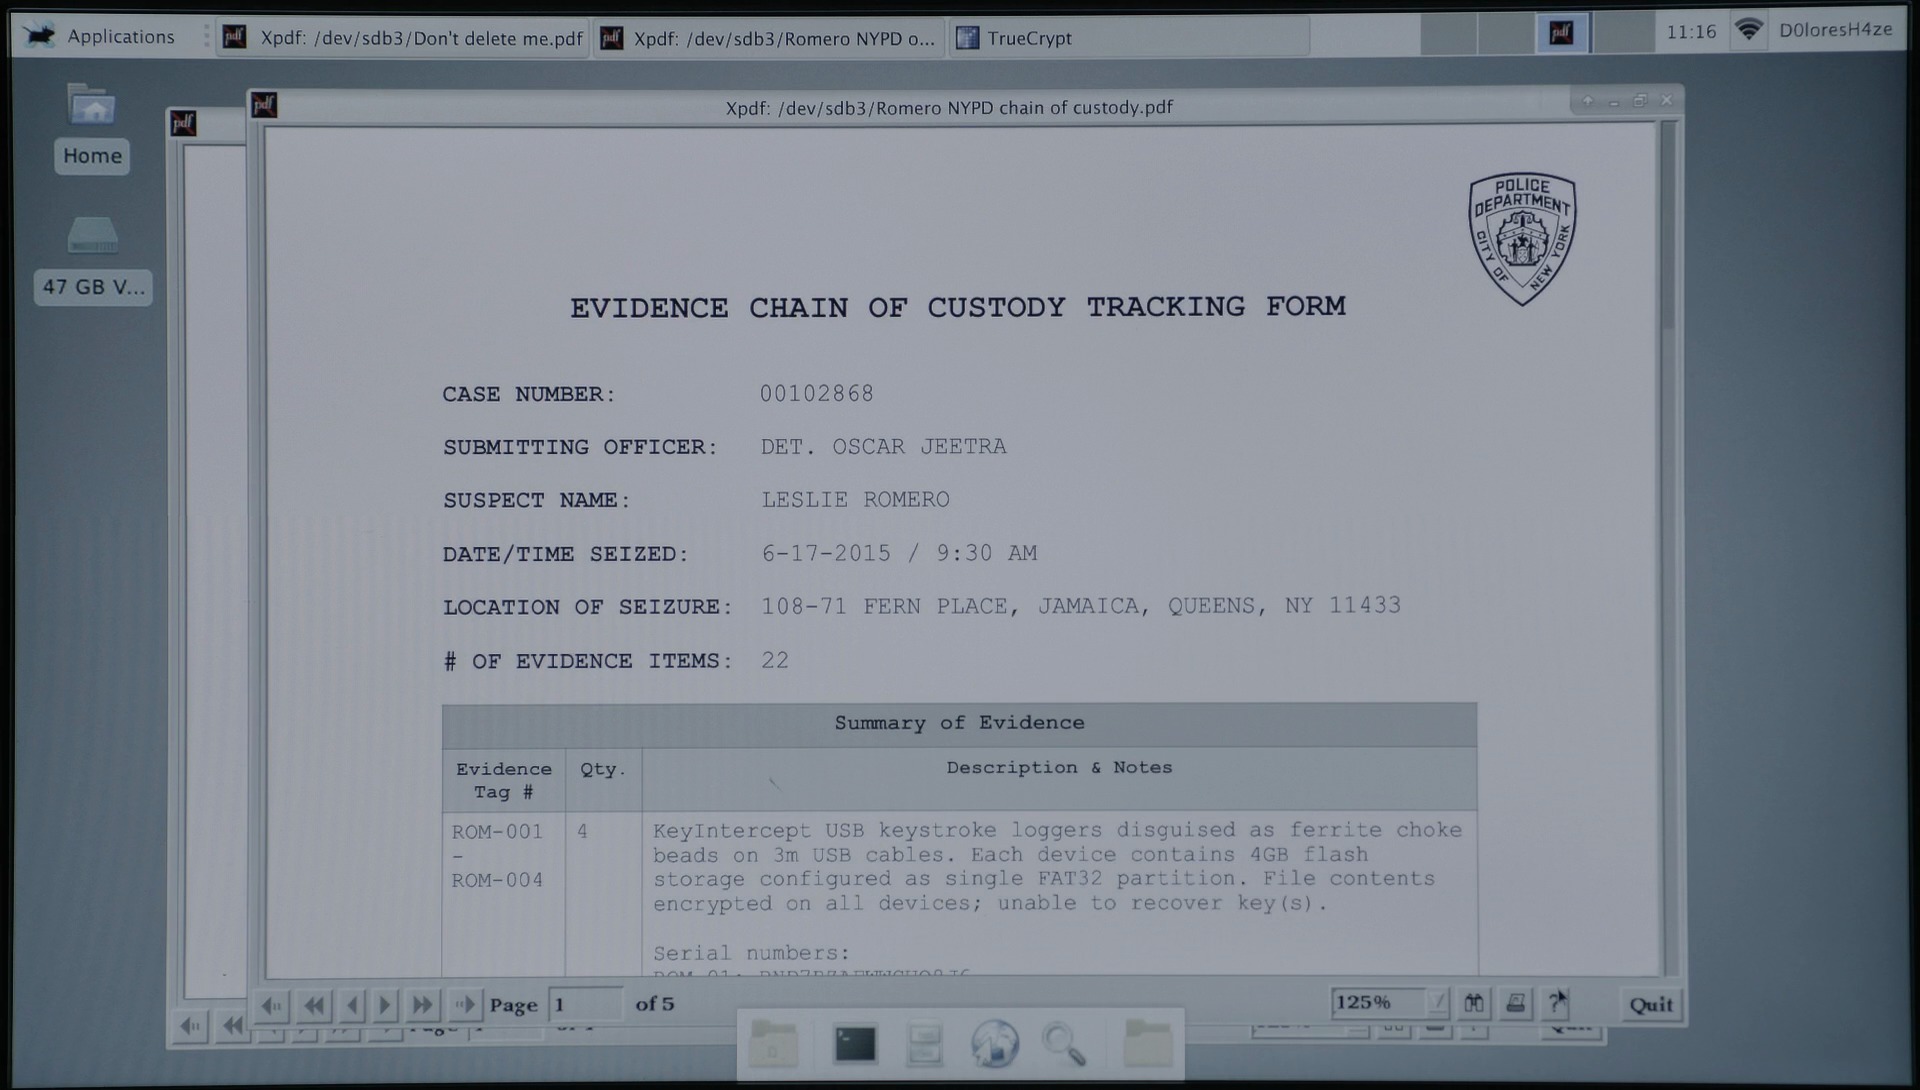 Applications
Xpdf: /dev/sdb3/Don't delete me.pdf
Xpdf: /dev/sdb3/Romero NYPD o...
TrueCrypt
11:16
D0loresH4ze
Home
47 GB V...
Xpdf: /dev/sdb3/Romero NYPD chain of custody.pdf
POLICE
DEPARTMENT
CITY OF
NEW YORK
EVIDENCE CHAIN OF CUSTODY TRACKING FORM
CASE NUMBER: 00102868
SUBMITTING OFFICER: DET. OSCAR JEETRA
SUSPECT NAME: LESLIE ROMERO
DATE/TIME SEIZED: 6-17-2015 / 9:30 AM
LOCATION OF SEIZURE: 108-71 FERN PLACE, JAMAICA, QUEENS, NY 11433
# OF EVIDENCE ITEMS: 22
Summary of Evidence
Evidence Qty. Description & Notes
Tag #
ROM-001 4 KeyIntercept USB keystroke loggers disguised as ferrite choke
– beads on 3m USB cables. Each device contains 4GB flash
ROM-004 storage configured as single FAT32 partition. File contents
encrypted on all devices; unable to recover key(s).
Serial numbers:
Page 1 of 5
125%
?
Quit